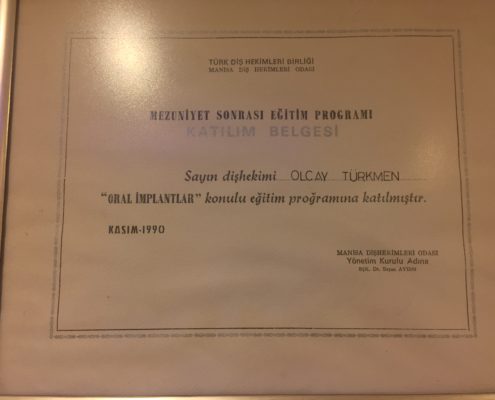 TÜRK DİŞ HEKİMLERİ BİRLİĞİ
MANİSA DİŞ HEKİMLERİ ODASI
MEZUNİYET SONRASI EĞİTİM PROGRAMI
KATILIM BELGESİ
Sayın dişhekimi OLCAY TÜRKMEN
"ORAL İMPLANTLAR" konulu eğitim proğramına katılmıştır.
KASIM-1990
MANİSA DİŞHEKİMLERİ ODASI
Yönetim Kurulu Adına
Dt.